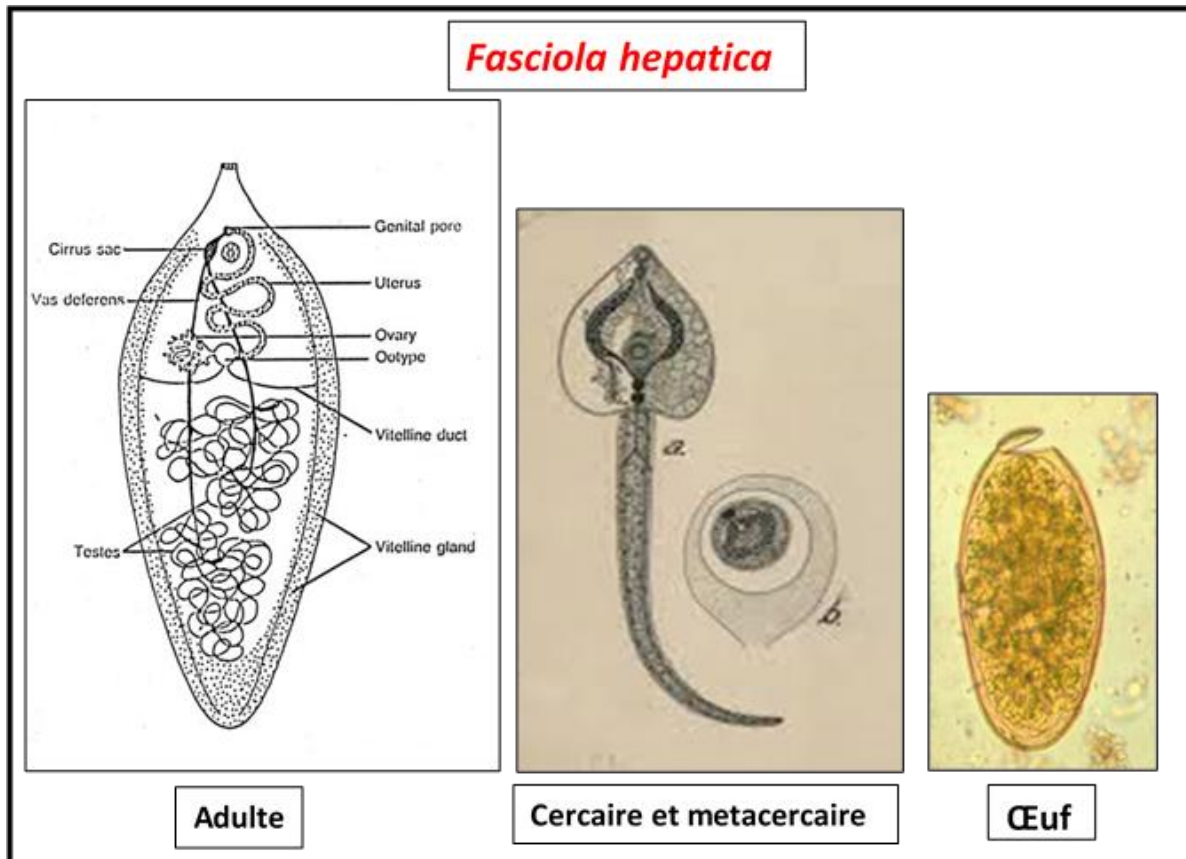 Fasciola hepatica
Genital pore
Cirrus sac
Uterus
Vas deferens
Ovary
Ootype
Vitelline duct
Testes
Vitelline gland
a.
b.
Adulte
Cercaire et metacercaire
Œuf